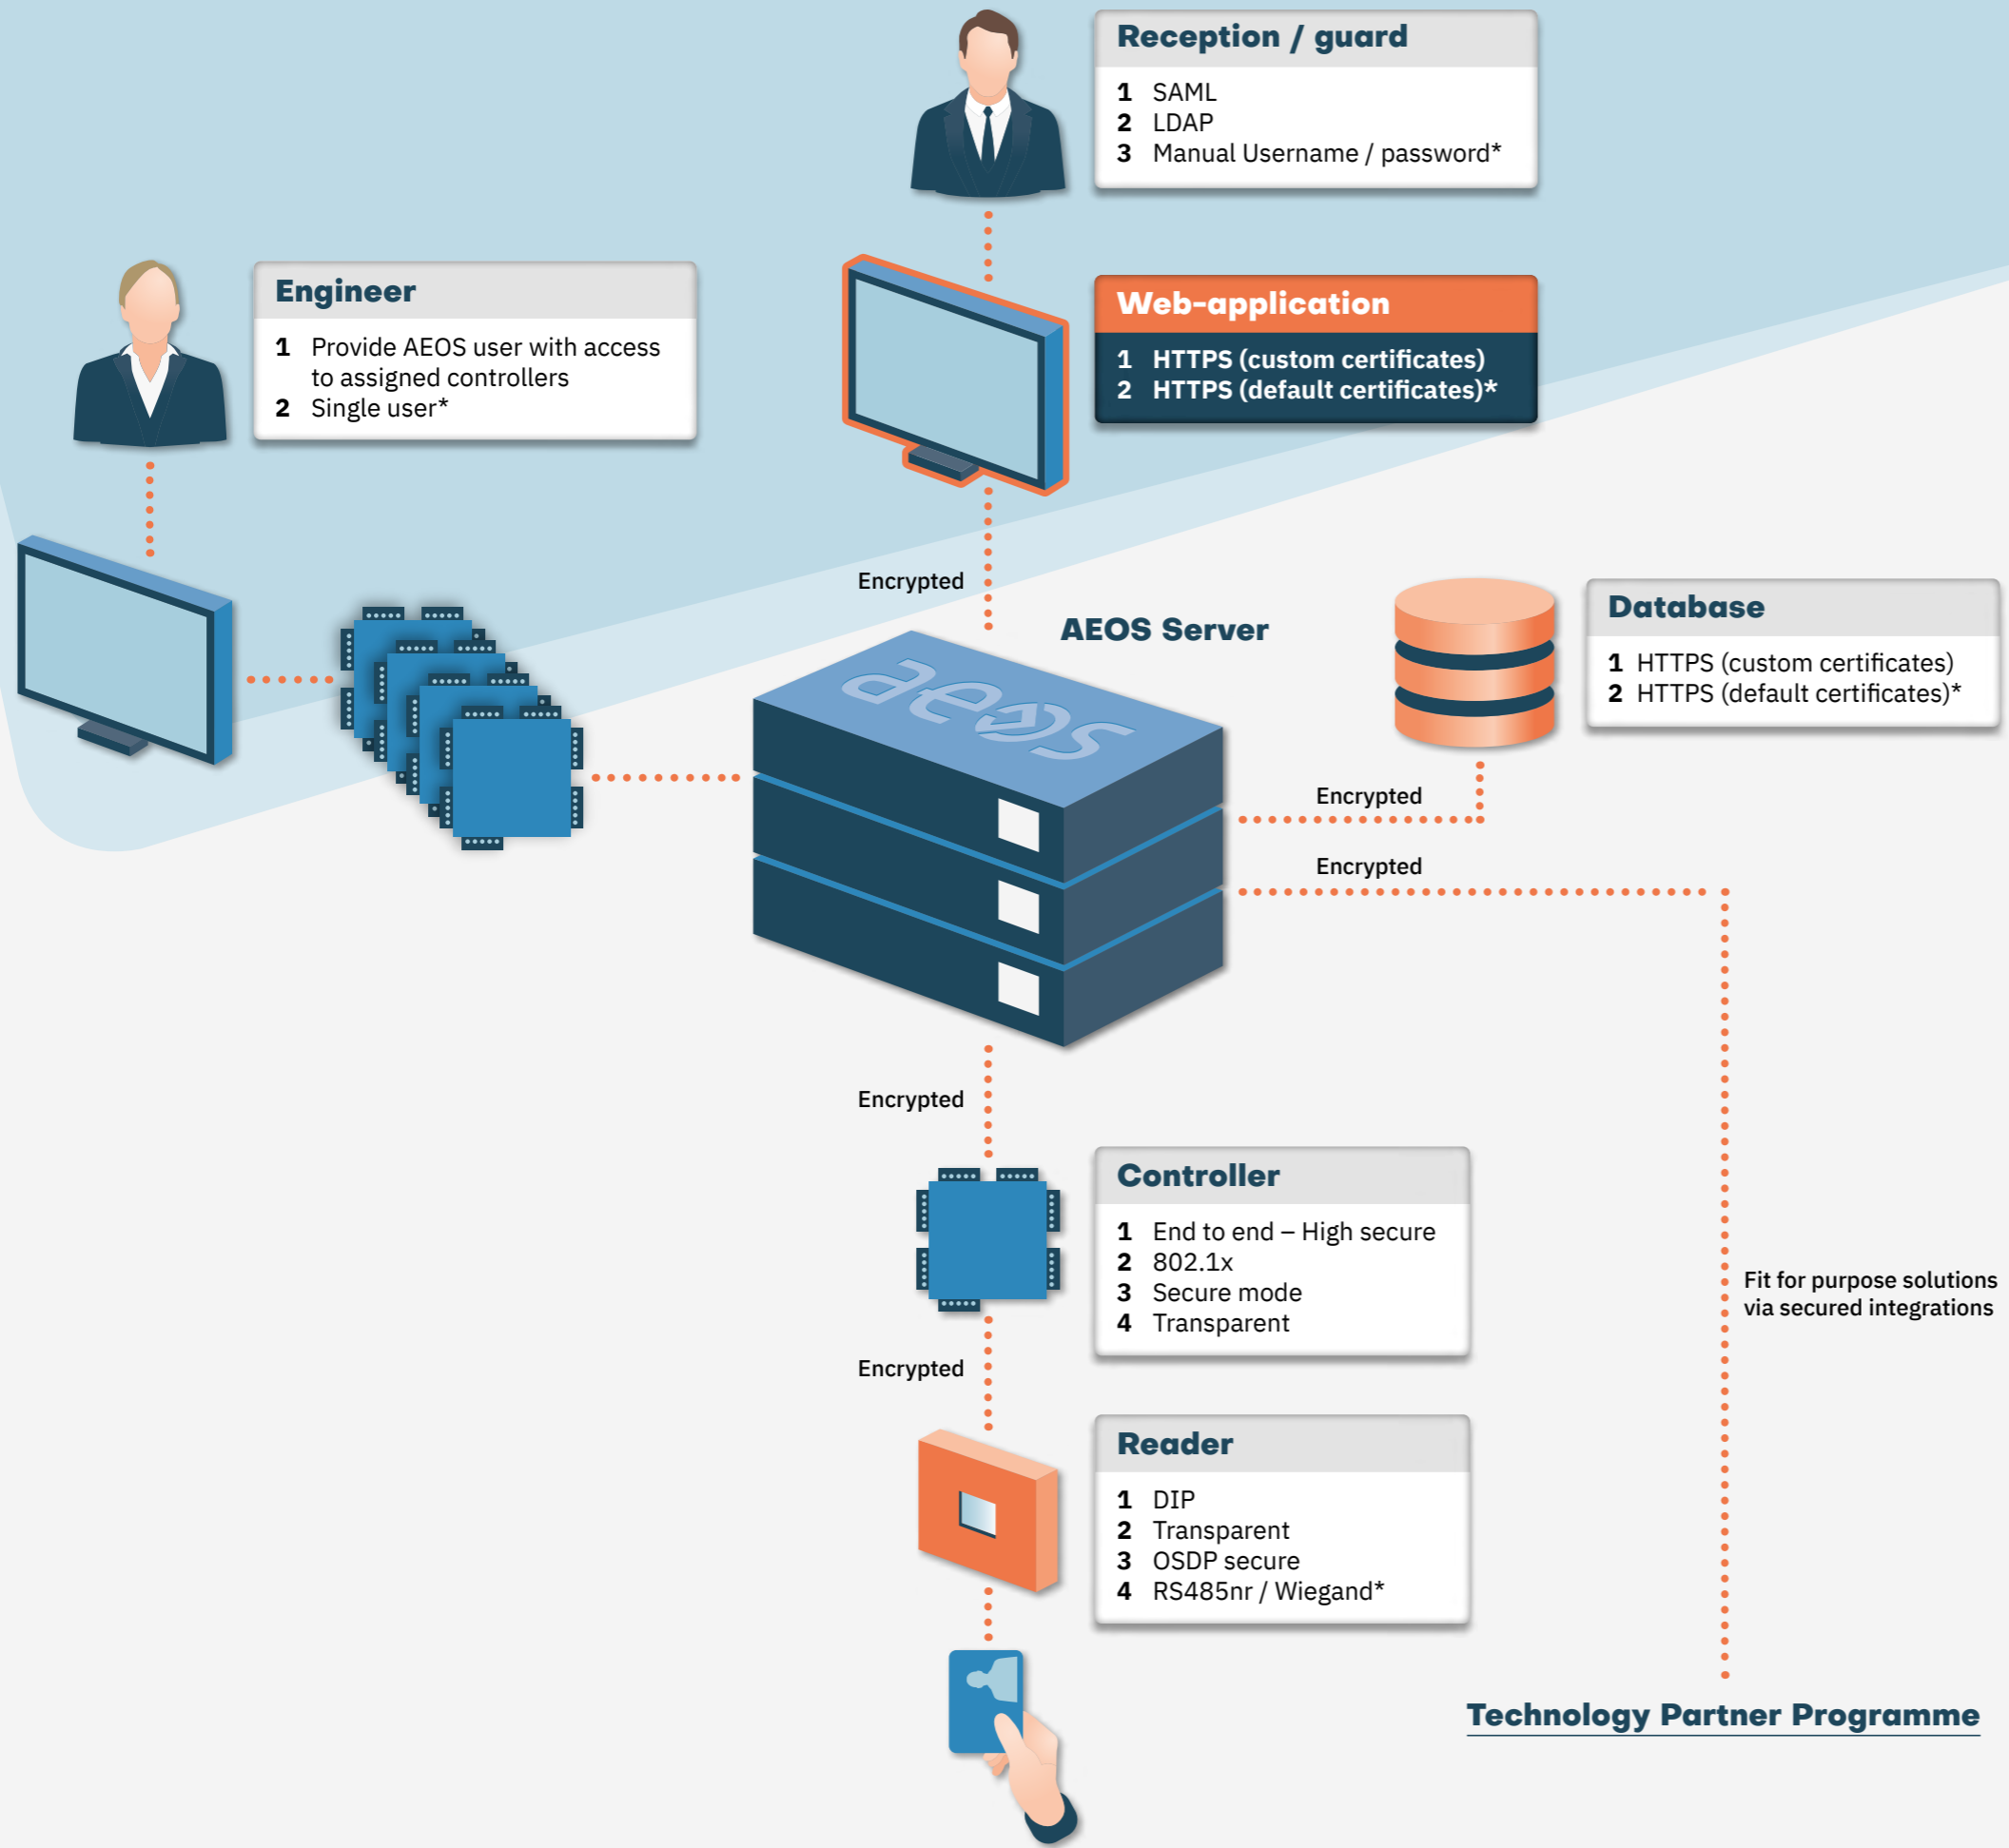 Reception / guard
1 SAML
2 LDAP
3 Manual Username / password*
Engineer
1 Provide AEOS user with access
to assigned controllers
2 Single user*
Web-application
1 HTTPS (custom certificates)
2 HTTPS (default certificates)*
Encrypted
AEOS Server
aeos
Database
1 HTTPS (custom certificates)
2 HTTPS (default certificates)*
Encrypted
Encrypted
Encrypted
Controller
1 End to end – High secure
2 802.1x
3 Secure mode
4 Transparent
Fit for purpose solutions
via secured integrations
Encrypted
Reader
1 DIP
2 Transparent
3 OSDP secure
4 RS485nr / Wiegand*
Technology Partner Programme